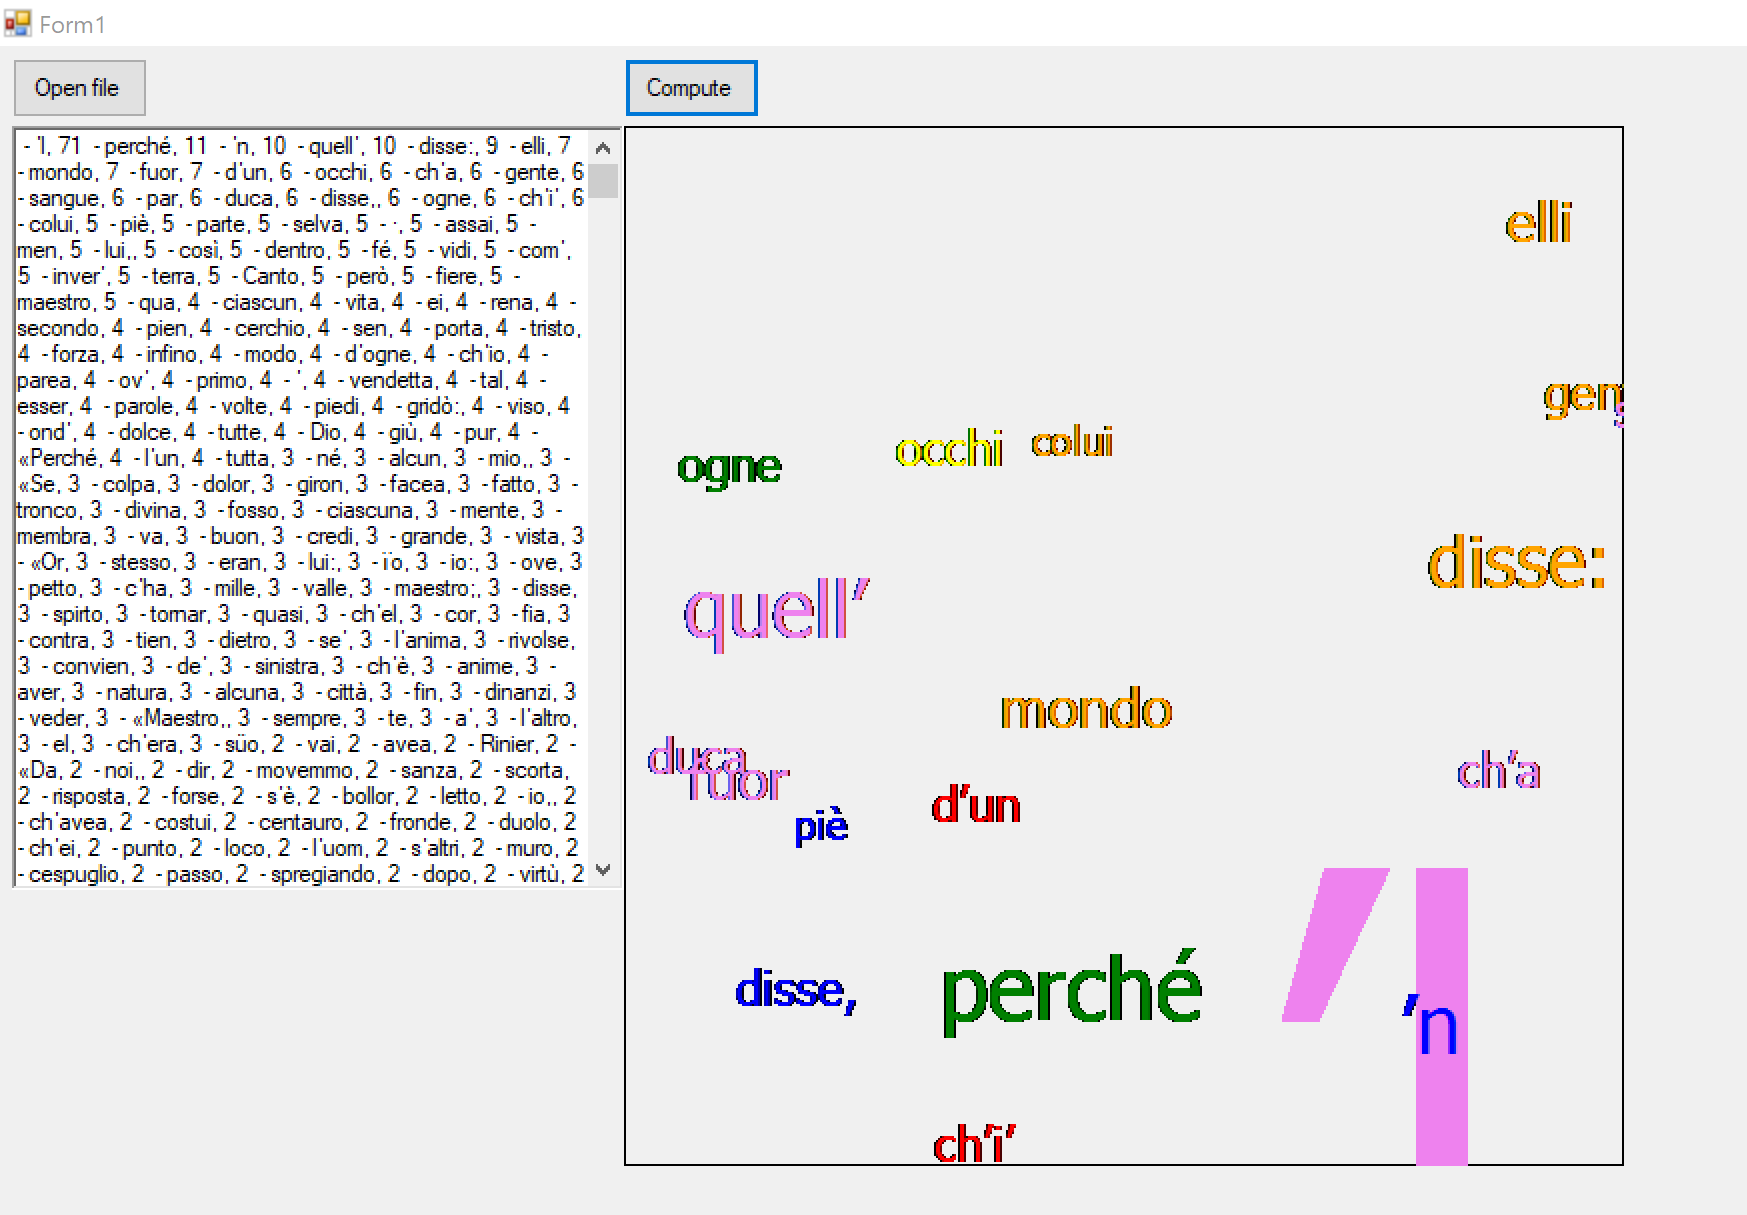 Form1
Open file
Compute
- 'l, 71 - perché, 11 - 'n, 10 - quell', 10 - disse:, 9 - elli, 7
- mondo, 7 - fuor, 7 - d'un, 6 - occhi, 6 - ch'a, 6 - gente, 6
- sangue, 6 - par, 6 - duca, 6 - disse,, 6 - ogne, 6 - ch'i', 6
- colui, 5 - piè, 5 - parte, 5 - selva, 5 - ·, 5 - assai, 5 -
men, 5 - lui,, 5 - così, 5 - dentro, 5 - fé, 5 - vidi, 5 - com',
5 - inver', 5 - terra, 5 - Canto, 5 - però, 5 - fiere, 5 -
maestro, 5 - qua, 4 - ciascun, 4 - vita, 4 - ei, 4 - rena, 4 -
secondo, 4 - pien, 4 - cerchio, 4 - sen, 4 - porta, 4 - tristo,
4 - forza, 4 - infino, 4 - modo, 4 - d'ogne, 4 - ch'io, 4 -
parea, 4 - ov', 4 - primo, 4 - ', 4 - vendetta, 4 - tal, 4 -
esser, 4 - parole, 4 - volte, 4 - piedi, 4 - gridò:, 4 - viso, 4
- ond', 4 - dolce, 4 - tutte, 4 - Dio, 4 - giù, 4 - pur, 4 -
«Perché, 4 - l'un, 4 - tutta, 3 - né, 3 - alcun, 3 - mio,, 3 -
«Se, 3 - colpa, 3 - dolor, 3 - giron, 3 - facea, 3 - fatto, 3 -
tronco, 3 - divina, 3 - fosso, 3 - ciascuna, 3 - mente, 3 -
membra, 3 - va, 3 - buon, 3 - credi, 3 - grande, 3 - vista, 3
- «Or, 3 - stesso, 3 - eran, 3 - lui:, 3 - ïo, 3 - io:, 3 - ove, 3
- petto, 3 - c'ha, 3 - mille, 3 - valle, 3 - maestro;, 3 - disse,
3 - spirto, 3 - tornar, 3 - quasi, 3 - ch'el, 3 - cor, 3 - fia, 3
- contra, 3 - tien, 3 - dietro, 3 - se', 3 - l'anima, 3 - rivolse,
3 - convien, 3 - de', 3 - sinistra, 3 - ch'è, 3 - anime, 3 -
aver, 3 - natura, 3 - alcuna, 3 - città, 3 - fin, 3 - dinanzi, 3
- veder, 3 - «Maestro,, 3 - sempre, 3 - te, 3 - a', 3 - l'altro,
3 - el, 3 - ch'era, 3 - süo, 2 - vai, 2 - avea, 2 - Rinier, 2 -
«Da, 2 - noi,, 2 - dir, 2 - movemmo, 2 - sanza, 2 - scorta,
2 - risposta, 2 - forse, 2 - s'è, 2 - bollor, 2 - letto, 2 - io,, 2
- ch'avea, 2 - costui, 2 - centauro, 2 - fronde, 2 - duolo, 2
- ch'ei, 2 - punto, 2 - loco, 2 - l'uom, 2 - s'altri, 2 - muro, 2
- cespuglio, 2 - passo, 2 - spregiando, 2 - dopo, 2 - virtù, 2
elli
gen
occhi
colui
ogne
disse:
quell'
mondo
duca
fuor
ch'a
d'un
piè
'l
disse,
perché
'n
ch'ï'